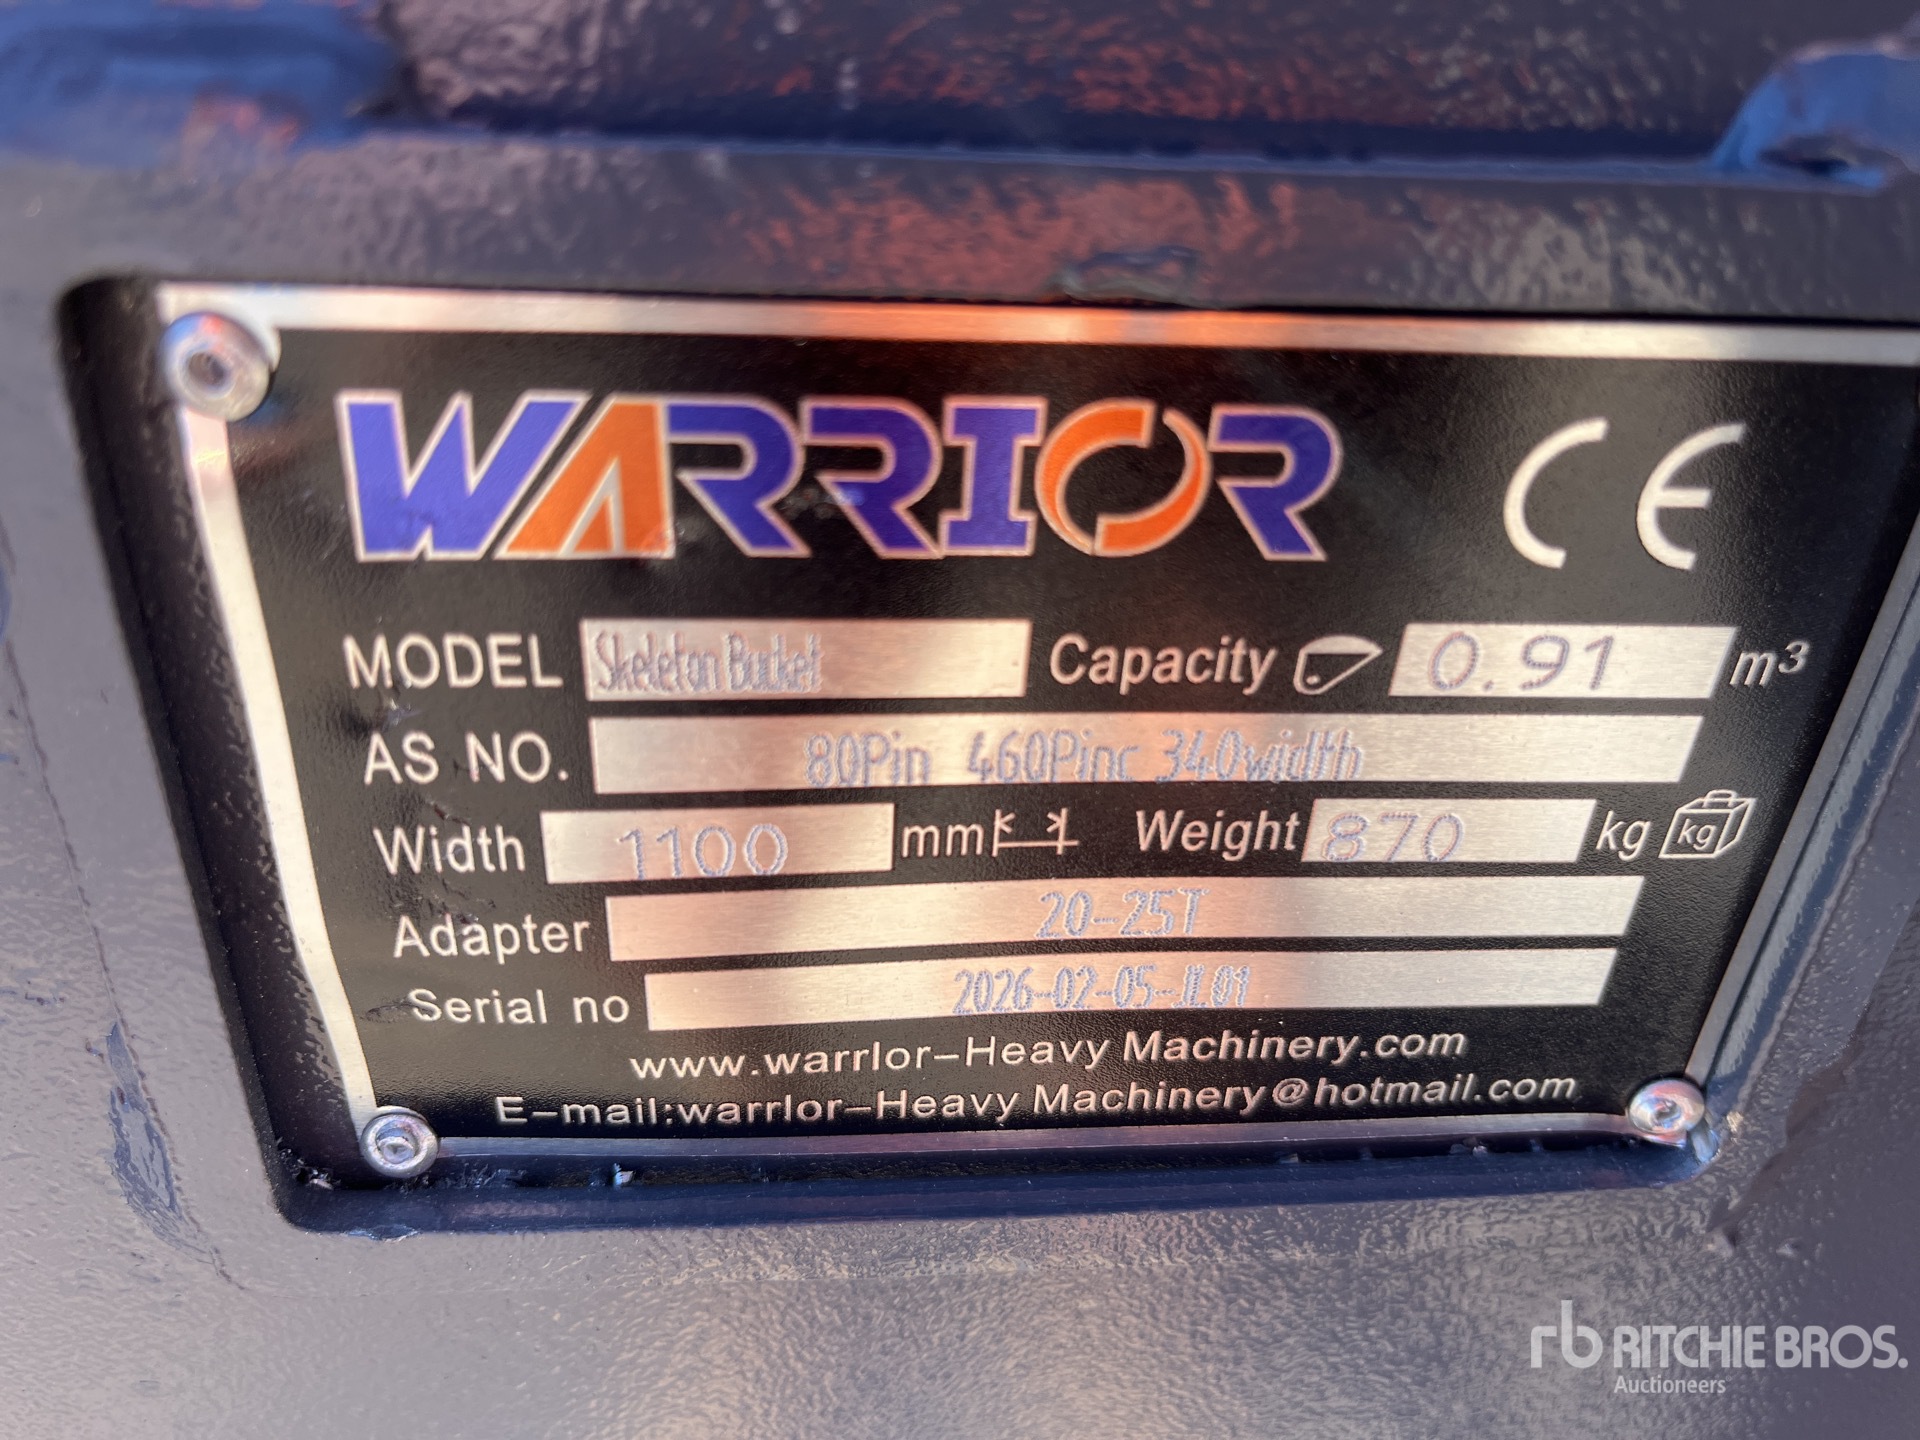 WARRIOR CE
MODEL Skeleton Bucket Capacity 0.91 m³
AS NO. 80Pin 460Pinc 340width
Width 1100 mm Weight 870 kg kg
Adapter 20-25T
Serial no 2026-02-05-JL01
www.warrlor-Heavy Machinery.com
E-mail:warrlor-Heavy Machinery@hotmail.com
rb RITCHIE BROS.
Auctioneers